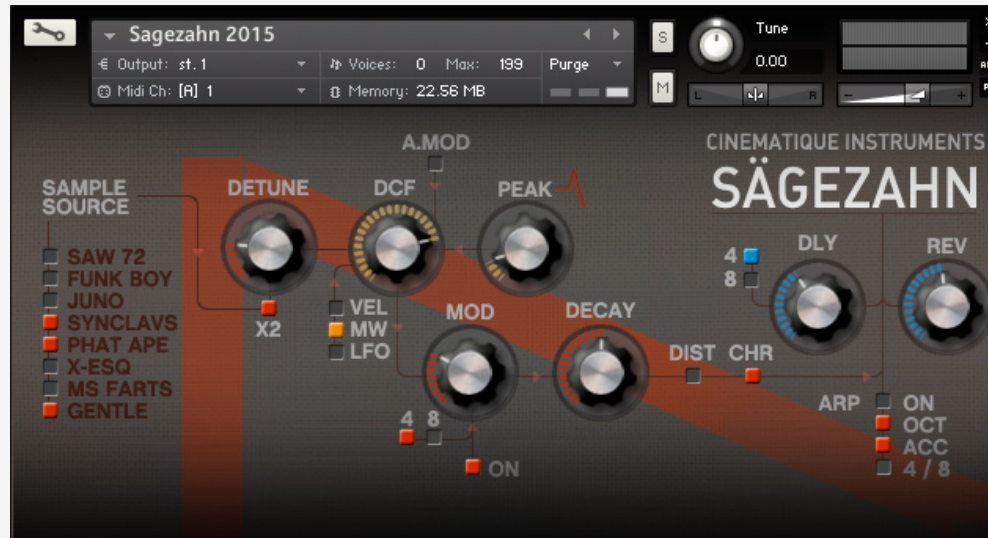 Sagezahn 2015
Output: st.1
Voices: 0 Max: 199
Purge
Midi Ch: [A] 1
Memory: 22.56 MB
S
M
Tune
0.00
L
R
-
+
A.MOD
CINEMATIQUE INSTRUMENTS
SÄGEZAHN
SAMPLE
SOURCE
DETUNE
DCF
PEAK
DLY
REV
SAW 72
FUNK BOY
JUNO
SYNCLAVS
PHAT APE
X-ESQ
MS FARTS
GENTLE
X2
VEL
MW
LFO
MOD
DECAY
4
8
DIST CHR
4 8
ON
ARP
ON
OCT
ACC
4 / 8